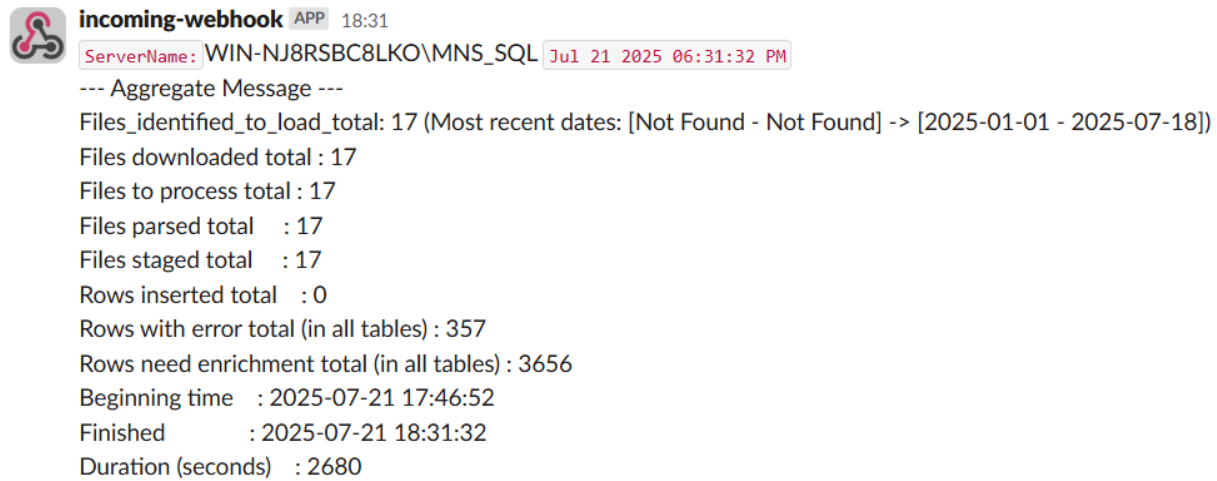 incoming-webhook APP 18:31
ServerName: WIN-NJ8RSBC8LKO\MNS_SQL Jul 21 2025 06:31:32 PM
--- Aggregate Message ---
Files_identified_to_load_total: 17 (Most recent dates: [Not Found - Not Found] -> [2025-01-01 - 2025-07-18])
Files downloaded total : 17
Files to process total : 17
Files parsed total : 17
Files staged total : 17
Rows inserted total : 0
Rows with error total (in all tables) : 357
Rows need enrichment total (in all tables) : 3656
Beginning time : 2025-07-21 17:46:52
Finished : 2025-07-21 18:31:32
Duration (seconds) : 2680